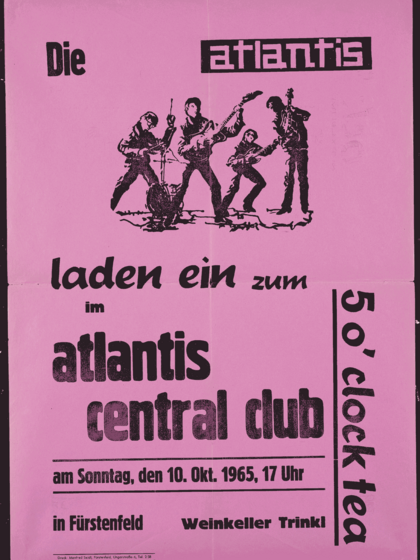 Die atlantis
laden ein zum
5 o' clock tea
im
atlantis
central club
am Sonntag, den 10. Okt. 1965, 17 Uhr
in Fürstenfeld Weinkeller Trinkl